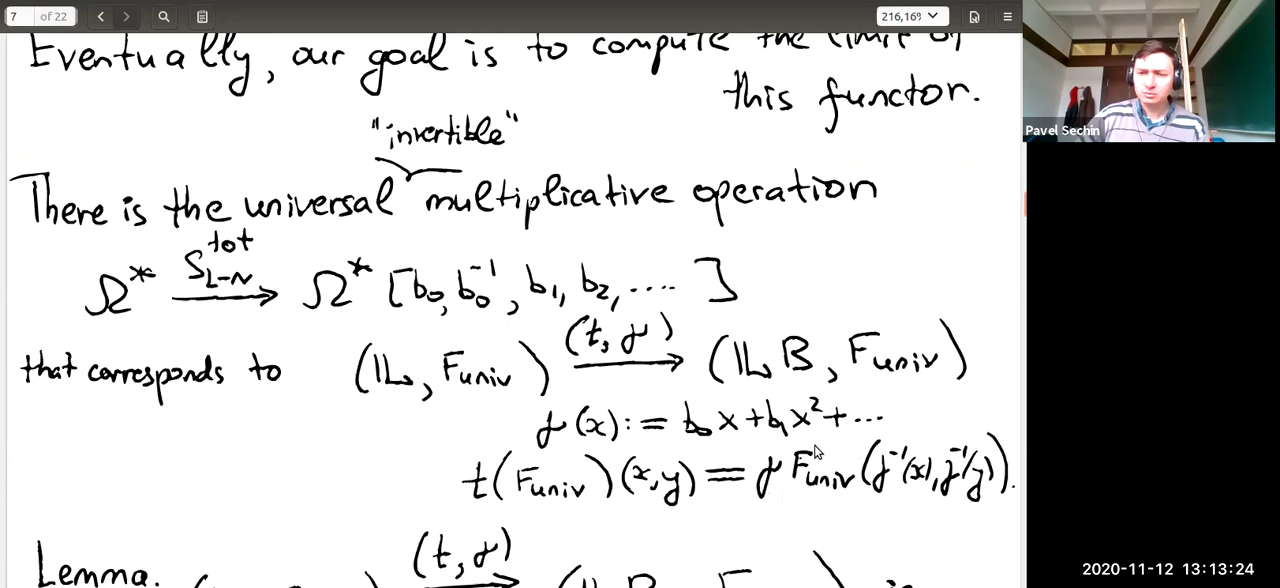 7 of 22
216,16%
Eventually, our goal is to compute the limit of
this functor.
"invertible"
There is the universal multiplicative operation
Ω* —S_{L-N}^{tot}→ Ω* [b₀, b₀⁻¹, b₁, b₂, .... ]
that corresponds to (𝕃, F_univ) —(t, γ)→ (𝕃B, F_univ)
γ(x) := b₀x + b₁x² + ...
t(F_univ)(x,y) = γ F_univ(γ⁻¹(x), γ⁻¹(y)).
Lemma. (t, γ)
Pavel Sechin
2020-11-12 13:13:24